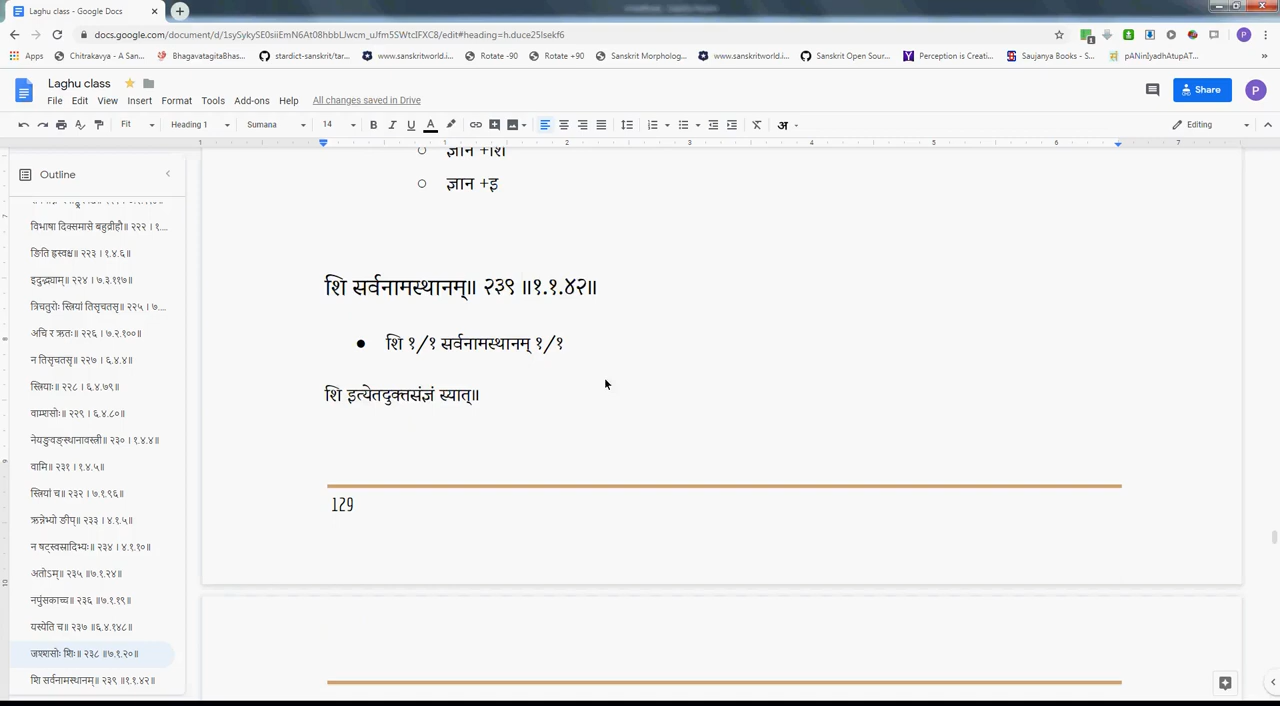 Laghu class - Google Docs
docs.google.com/document/d/1sySykySE0siiEmN6At08hbbLJwcm_uJfmSSWtcIFXC8/edit#heading=h.duce25lsekf6
Apps Chitrakavya - A San... BhagavatagitaBhas... stardict-sanskrit/tar... www.sanskritworld.i... Rotate -90 Rotate +90 Sanskrit Morpholog... www.sanskritworld.i... Sanskrit Open Sour... Perception is Creati... Saujanya Books - S... pANinIyadhAtupAT... »
Laghu class
File Edit View Insert Format Tools Add-ons Help All changes saved in Drive
Share
P
Fit Heading 1 Sumana 14 B I U A अ Editing
Outline
विभाषा दिक्समासे बहुव्रीहौ॥ २२२ । १....
ङिति ह्रस्वश्च॥ २२३ । १.४.६॥
इदुद्भ्याम्॥ २२४ । ७.३.११७॥
त्रिचतुरोः स्त्रियां तिसृचतसृ॥ २२५ । ७...
अचि र ऋतः॥ २२६ । ७.२.१००॥
न तिसृचतसृ॥ २२७ । ६.४.४॥
स्त्रियाः॥ २२८ । ६.४.७९॥
वाम्शसोः॥ २२९ । ६.४.८०॥
नेयङुवङ्स्थानावस्त्री॥ २३० । १.४.४॥
वामि॥ २३१ । १.४.५॥
स्त्रियां च॥ २३२ । ७.१.९६॥
ऋन्नेभ्यो ङीप्॥ २३३ । ४.१.५॥
न षट्स्वस्रादिभ्यः॥ २३४ । ४.१.१०॥
अतोऽम्॥ २३५ ॥७.१.२४॥
नपुंसकाच्च॥ २३६ ॥७.१.१९॥
यस्येति च॥ २३७ ॥६.४.१४८॥
जश्शसोः शिः॥ २३८ ॥७.१.२०॥
शि सर्वनामस्थानम्॥ २३९ ॥१.१.४२॥
ज्ञान +शि
ज्ञान +इ
शि सर्वनामस्थानम्॥ २३९ ॥१.१.४२॥
शि १/१ सर्वनामस्थानम् १/१
शि इत्येतदुक्तसंज्ञं स्यात्॥
129